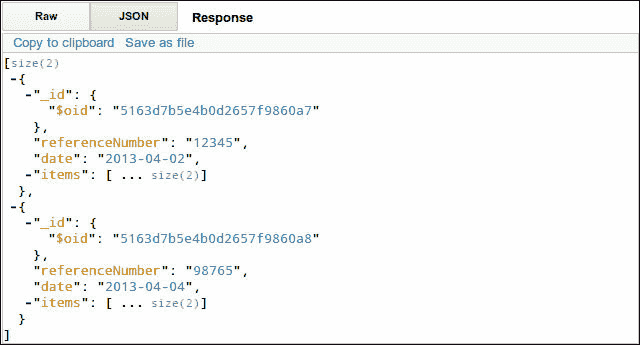 Raw JSON Response
Copy to clipboard Save as file
[size(2)
-{
-"_id": {
"$oid": "5163d7b5e4b0d2657f9860a7"
},
"referenceNumber": "12345",
"date": "2013-04-02",
-"items": [ ... size(2)]
},
-{
-"_id": {
"$oid": "5163d7b5e4b0d2657f9860a8"
},
"referenceNumber": "98765",
"date": "2013-04-04",
-"items": [ ... size(2)]
}
]